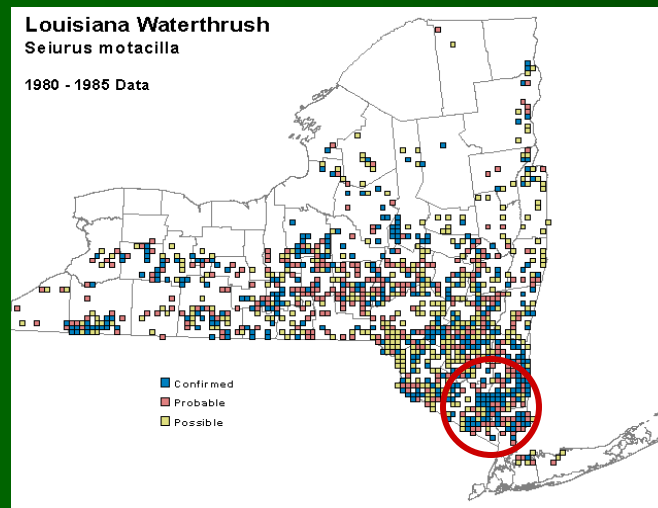 Louisiana Waterthrush
Seiurus motacilla
1980 - 1985 Data
Confirmed
Probable
Possible